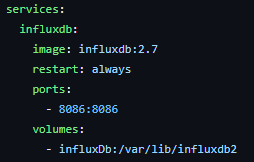 services:
  influxdb:
    image: influxdb:2.7
    restart: always
    ports:
      - 8086:8086
    volumes:
      - influxDb:/var/lib/influxdb2